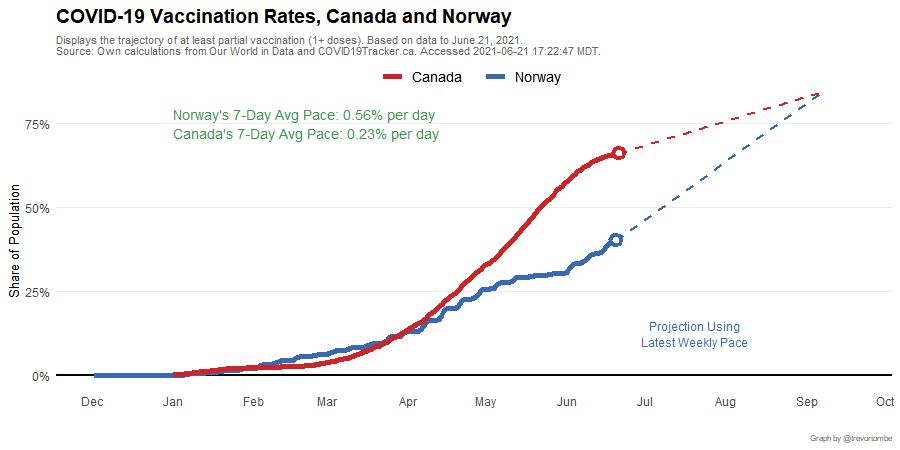 COVID-19 Vaccination Rates, Canada and Norway
Displays the trajectory of at least partial vaccination (1+ doses). Based on data to June 21, 2021.
Source: Own calculations from Our World in Data and COVID19Tracker.ca. Accessed 2021-06-21 17:22:47 MDT.
Canada Norway
Norway's 7-Day Avg Pace: 0.56% per day
Canada's 7-Day Avg Pace: 0.23% per day
Share of Population
75%
50%
25%
0%
Projection Using
Latest Weekly Pace
Dec Jan Feb Mar Apr May Jun Jul Aug Sep Oct
Graph by @trevortombe